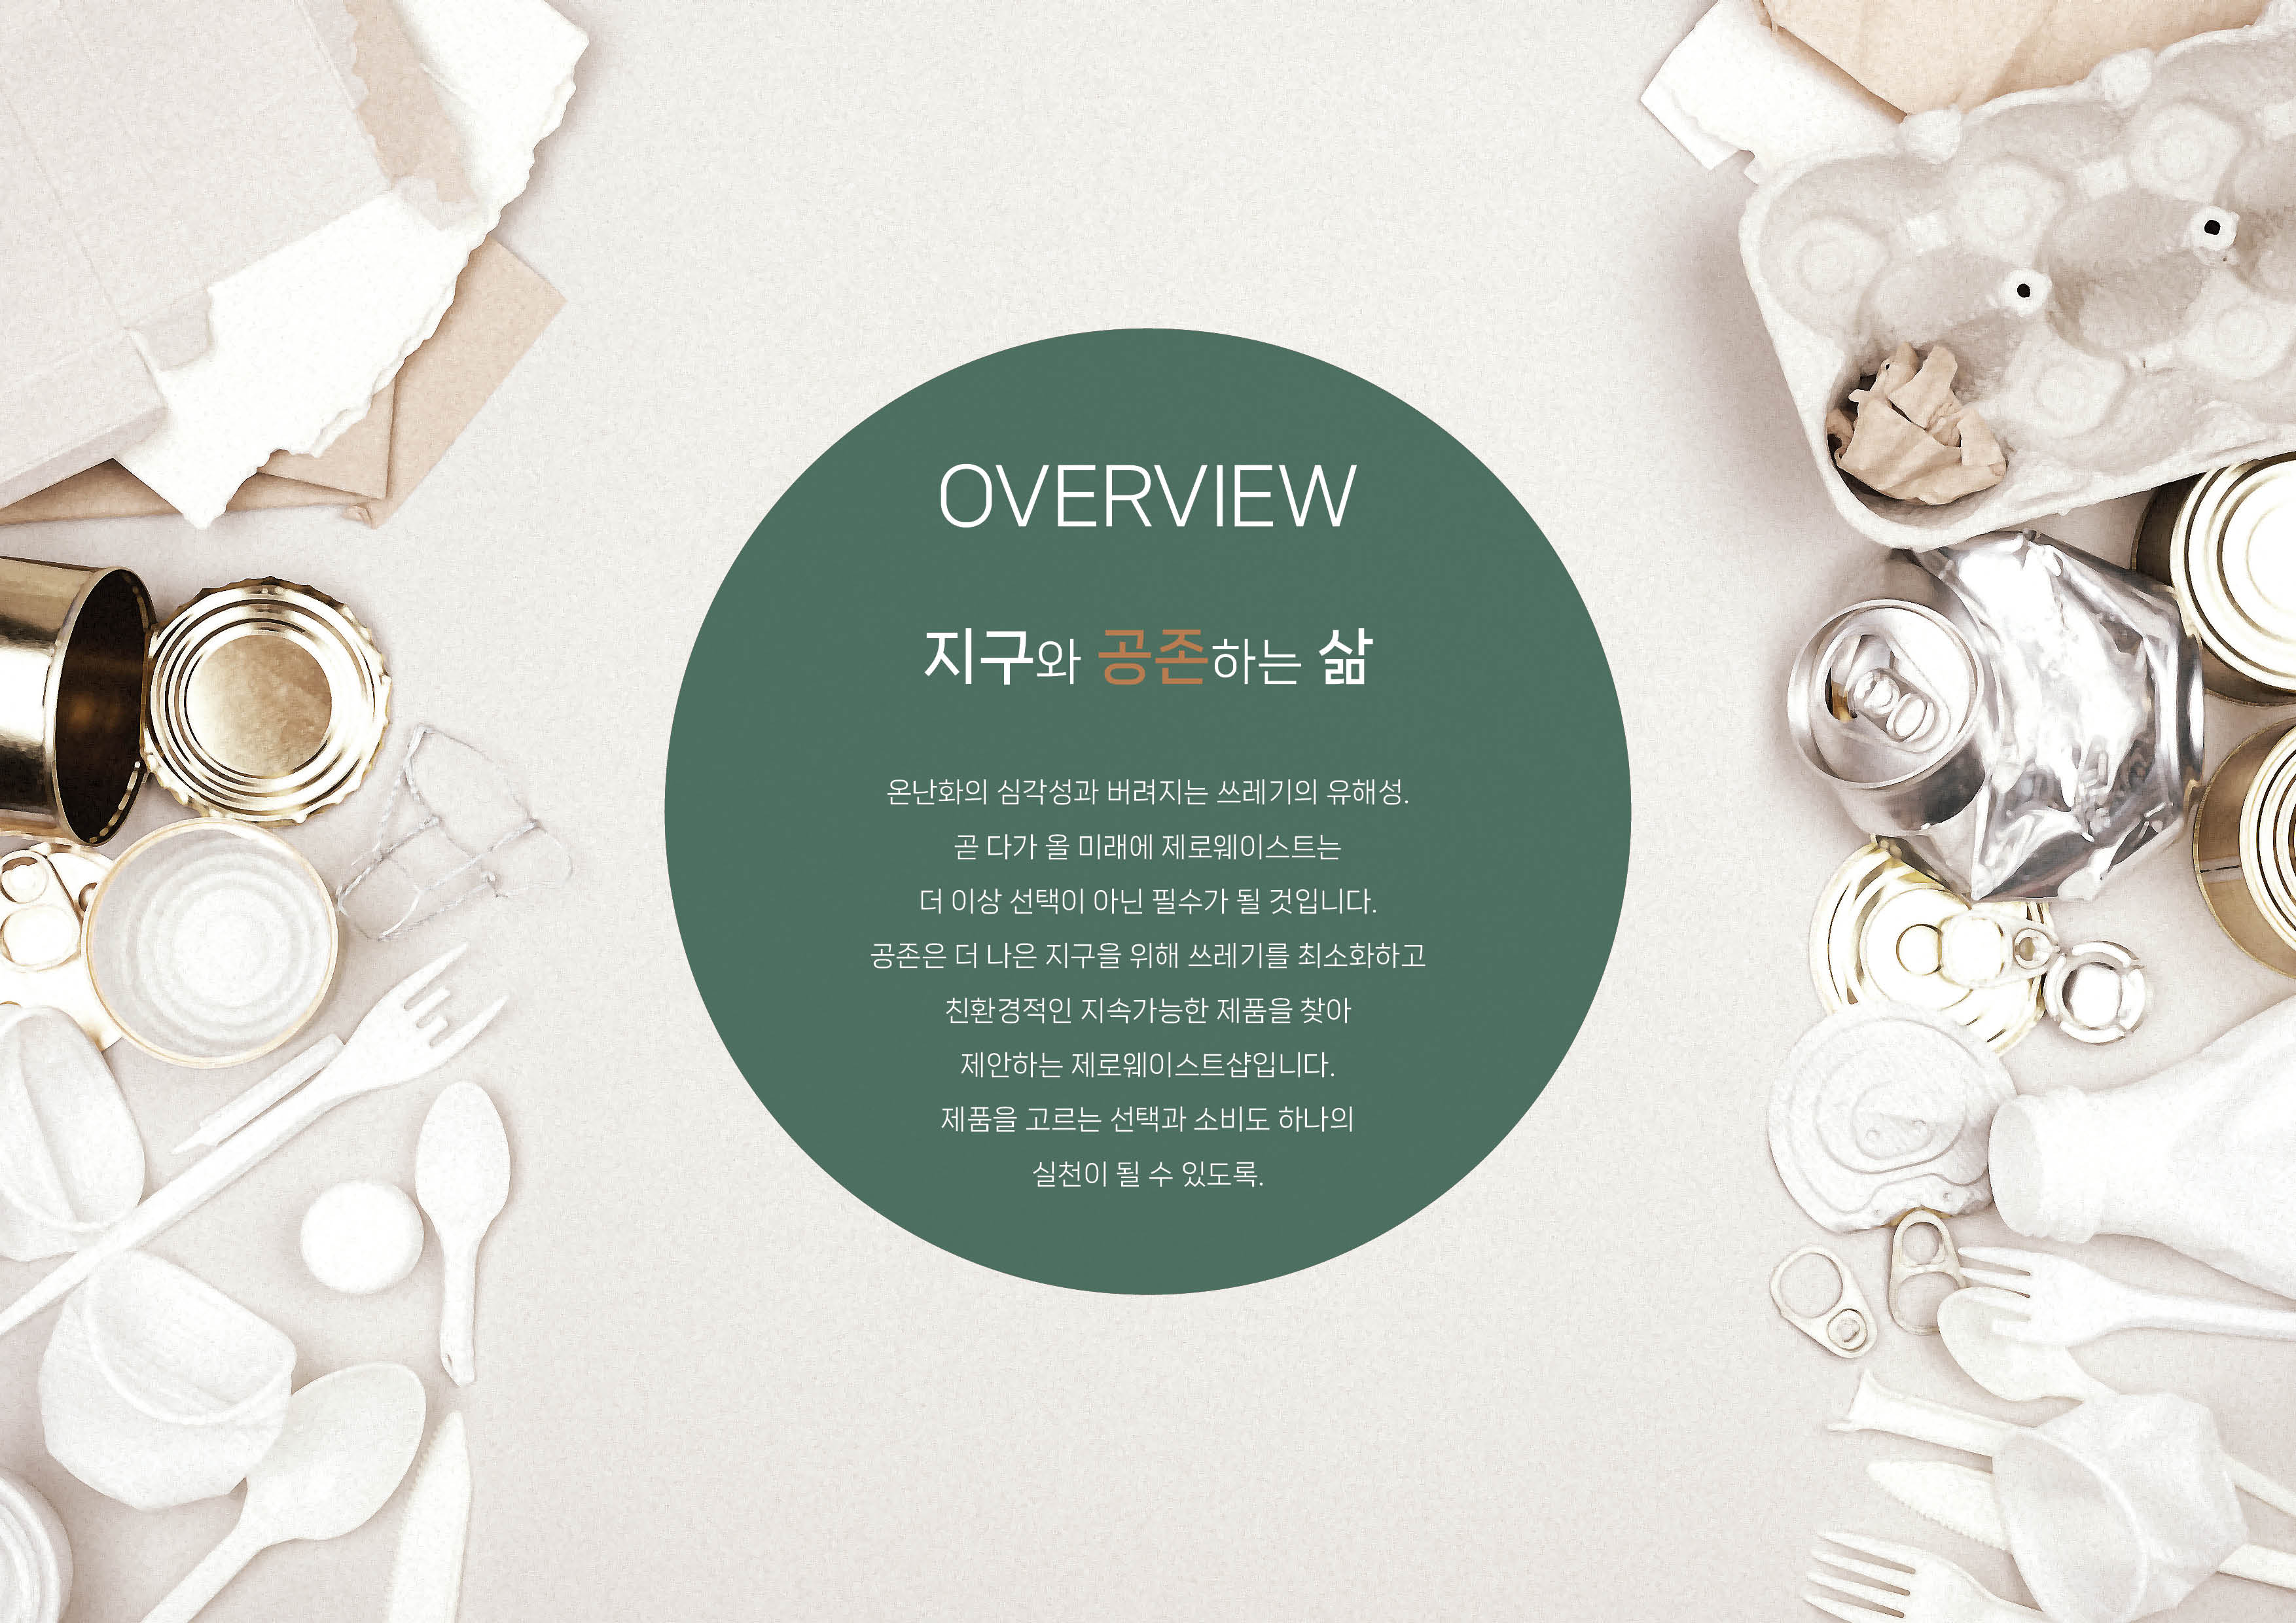 OVERVIEW
지구와 공존하는 삶
온난화의 심각성과 버려지는 쓰레기의 유해성.
곧 다가 올 미래에 제로웨이스트는
더 이상 선택이 아닌 필수가 될 것입니다.
공존은 더 나은 지구을 위해 쓰레기를 최소화하고
친환경적인 지속가능한 제품을 찾아
제안하는 제로웨이스트샵입니다.
제품을 고르는 선택과 소비도 하나의
실천이 될 수 있도록.